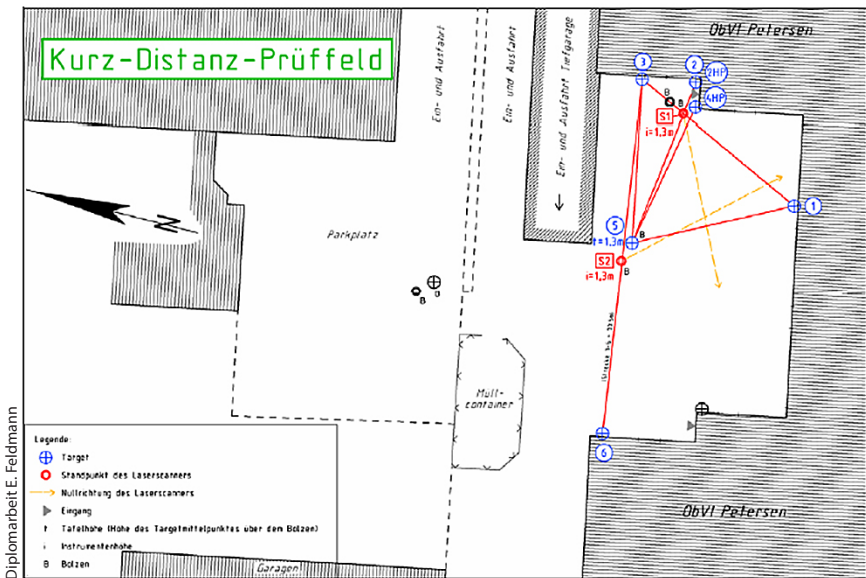 Kurz-Distanz-Prüffeld
Ein- und Ausfahrt
Ein- und Ausfahrt
Ein- und Ausfahrt Tiefgarage
ObVI Petersen
3
2
2HP
4HP
B
B
S1
i=1,3m
1
5
t=1,3m
B
S2
B
i=1,3m
N
Parkplatz
B
B
Müll-
container
6
ObVI Petersen
Legende:
Target
Standpunkt des Laserscanners
Nullrichtung des Laserscanners
Eingang
t Tafelhöhe (Höhe des Targetmittelpunktes über dem Bolzen)
i Instrumentenhöhe
B Bolzen
Garagen
Diplomarbeit E. Feldmann